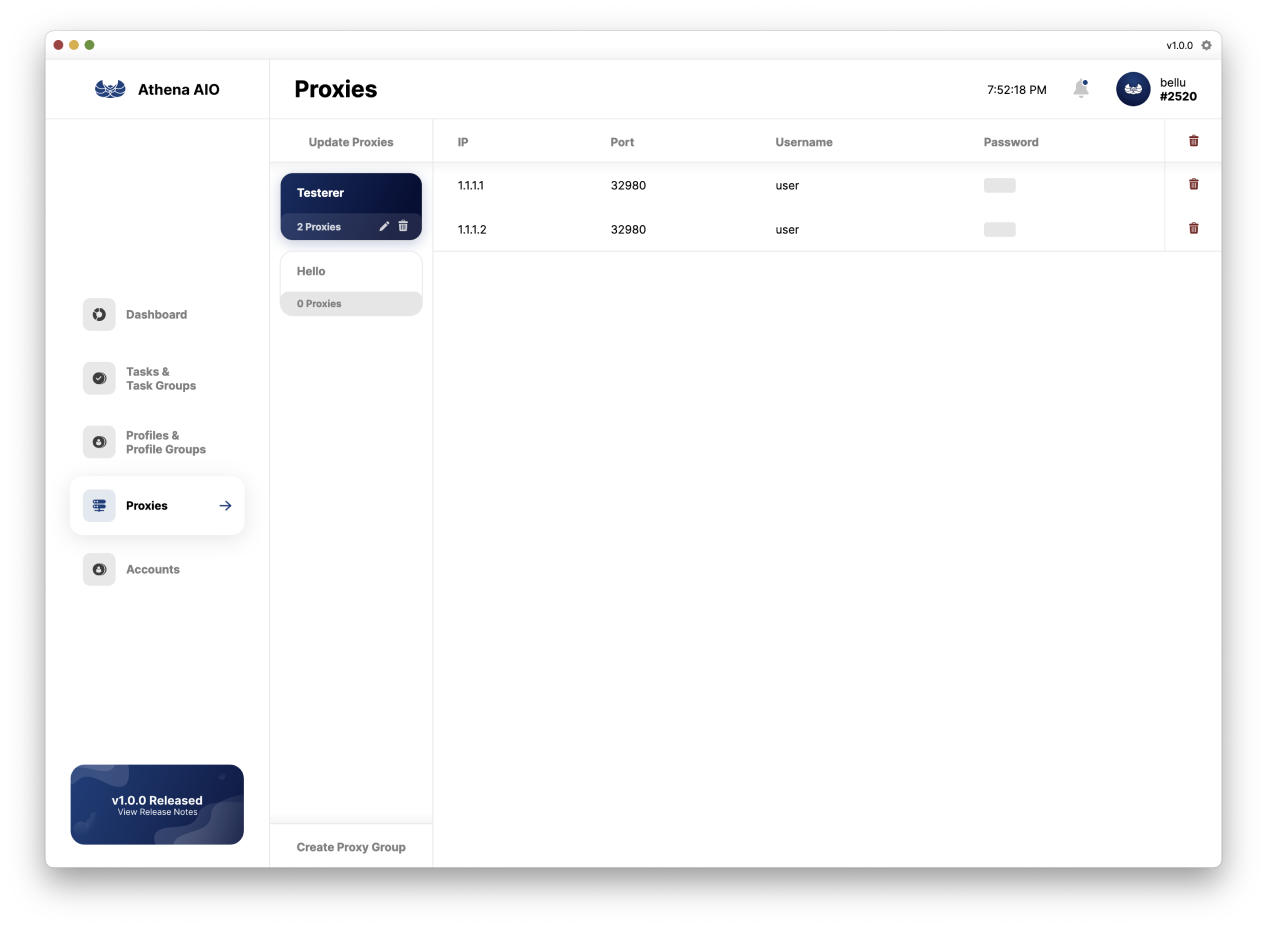 v1.0.0
Athena AIO
Proxies
7:52:18 PM
bellu
#2520
Update Proxies
IP
Port
Username
Password
Testerer
2 Proxies
1.1.1.1
32980
user
1.1.1.2
32980
user
Hello
0 Proxies
Dashboard
Tasks &
Task Groups
Profiles &
Profile Groups
Proxies
Accounts
v1.0.0 Released
View Release Notes
Create Proxy Group